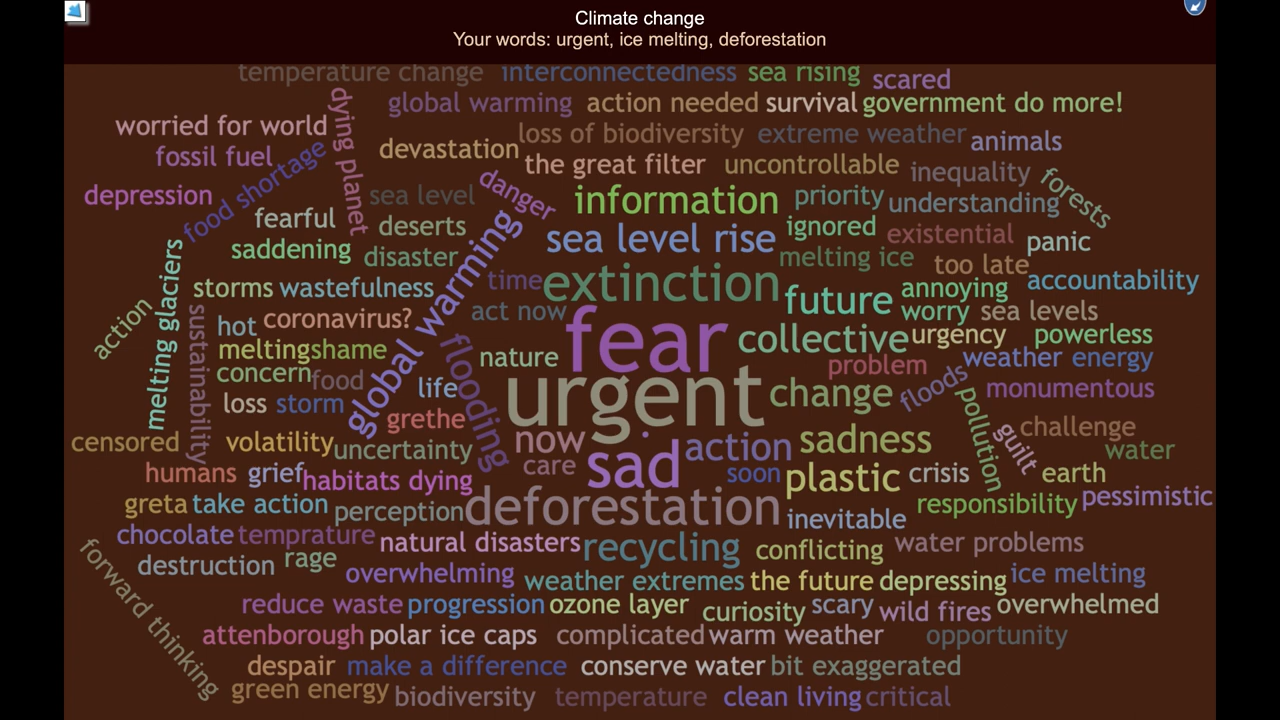 Climate change
Your words: urgent, ice melting, deforestation
temperature change interconnectedness sea rising scared
dying planet global warming action needed survival government do more!
worried for world loss of biodiversity extreme weather animals
fossil fuel food shortage devastation the great filter uncontrollable inequality forests
depression sea level danger information priority understanding
fearful deserts sea level rise ignored existential panic
saddening disaster global warming melting ice too late
melting glaciers storms wastefulness time extinction future annoying accountability
action sustainability hot coronavirus? act now fear worry sea levels
melting shame flooding nature collective urgency powerless
concern food life urgent problem weather energy
loss storm grethe change floods pollution monumentous
censored volatility uncertainty now sad action sadness guilt challenge water
humans grief habitats dying care soon plastic crisis earth
greta take action perception deforestation inevitable responsibility pessimistic
chocolate temprature natural disasters recycling conflicting water problems
forward thinking destruction rage overwhelming weather extremes the future depressing ice melting
reduce waste progression ozone layer curiosity scary wild fires overwhelmed
attenborough polar ice caps complicated warm weather opportunity
despair make a difference conserve water bit exaggerated
green energy biodiversity temperature clean living critical